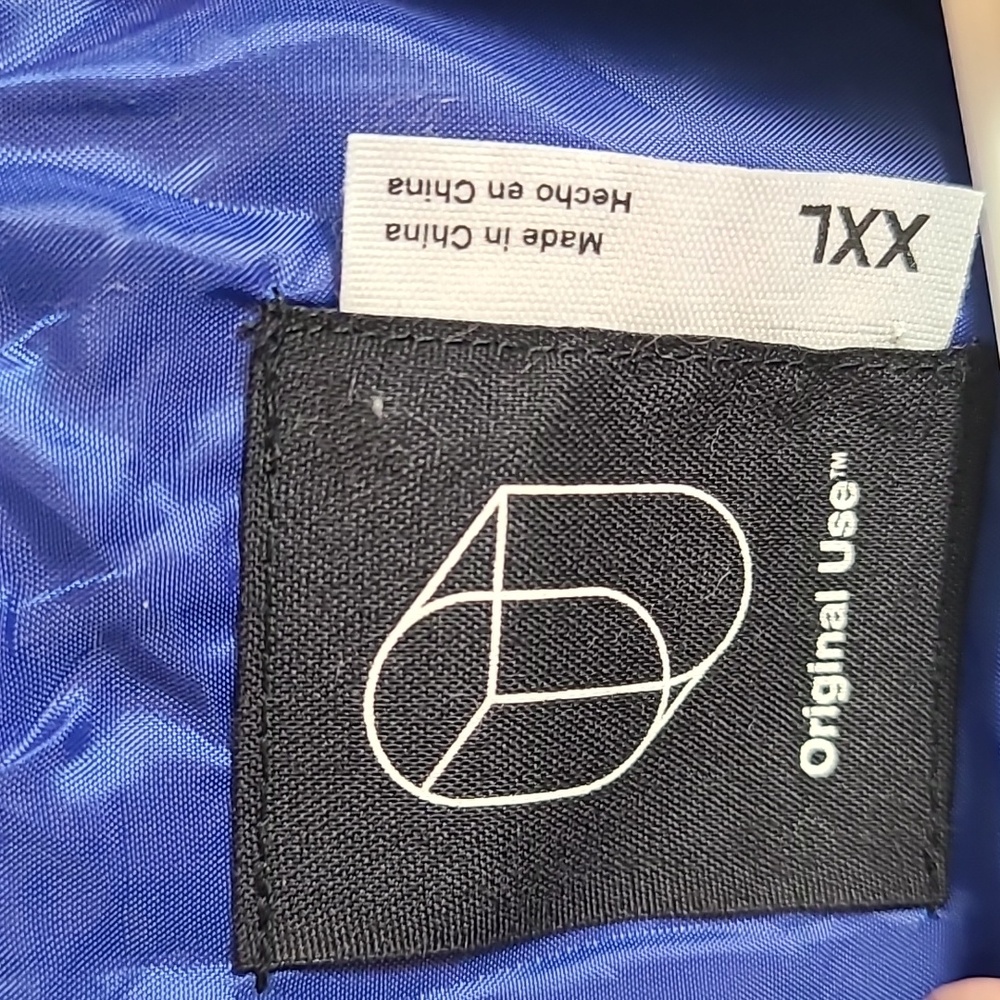 XXL
Made in China
Hecho en China
Original Use™